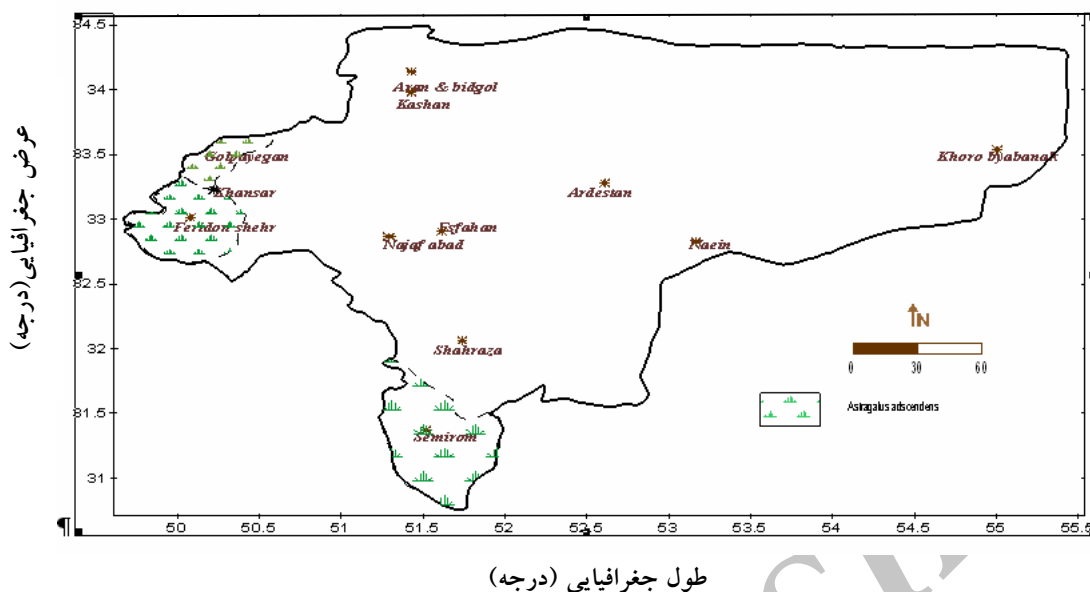 34.5
34
33.5
33
32.5
32
31.5
31
عرض جغرافیایی(درجه)
Aran & bidgol
Kashan
Golpayegan
Khansar
Feridon shehr
Khoro byabanak
Ardestan
Esfahan
Najaf abad
Naein
Shahraza
Semirom
N
0 30 60
Astragalus adscendens
¶
50 50.5 51 51.5 52 52.5 53 53.5 54 54.5 55 55.5
طول جغرافیایی (درجه)